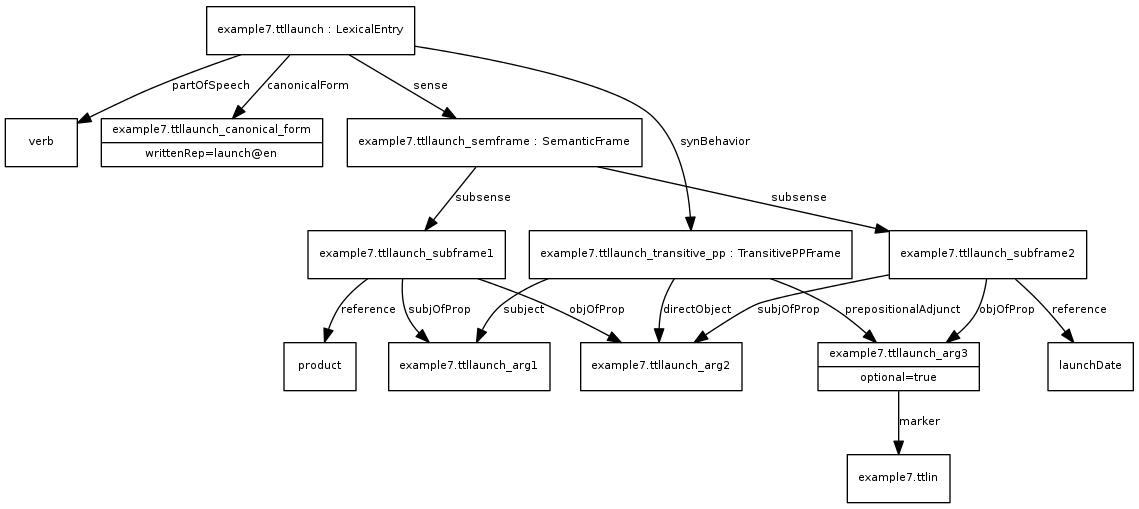 example7.ttllaunch : LexicalEntry
partOfSpeech
canonicalForm
sense
synBehavior
verb
example7.ttllaunch_canonical_form
writtenRep=launch@en
example7.ttllaunch_semframe : SemanticFrame
subsense
subsense
example7.ttllaunch_subframe1
example7.ttllaunch_transitive_pp : TransitivePPFrame
example7.ttllaunch_subframe2
reference
subjOfProp
subject
objOfProp
directObject
subjOfProp
prepositionalAdjunct
objOfProp
reference
product
example7.ttllaunch_arg1
example7.ttllaunch_arg2
example7.ttllaunch_arg3
optional=true
launchDate
marker
example7.ttlin